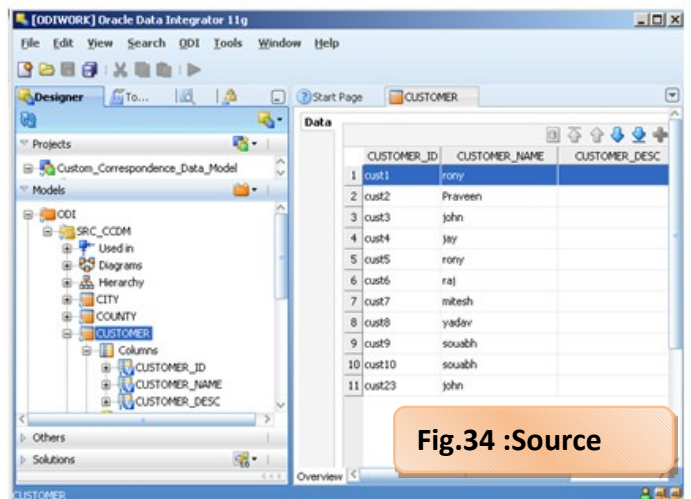 [ODIWORK] Oracle Data Integrator 11g
File Edit View Search ODI Tools Window Help
Designer To...
Start Page CUSTOMER
Projects
Custom_Correspondence_Data_Model
Models
ODI
SRC_CCDM
Used in
Diagrams
Hierarchy
CITY
COUNTY
CUSTOMER
Columns
CUSTOMER_ID
CUSTOMER_NAME
CUSTOMER_DESC
Others
Solutions
Data
CUSTOMER_ID CUSTOMER_NAME CUSTOMER_DESC
1 cust1 rony
2 cust2 Praveen
3 cust3 john
4 cust4 jay
5 cust5 rony
6 cust6 raj
7 cust7 mitesh
8 cust8 yadav
9 cust9 souabh
10 cust10 souabh
11 cust23 john
Fig.34 :Source
Overview
CUSTOMER